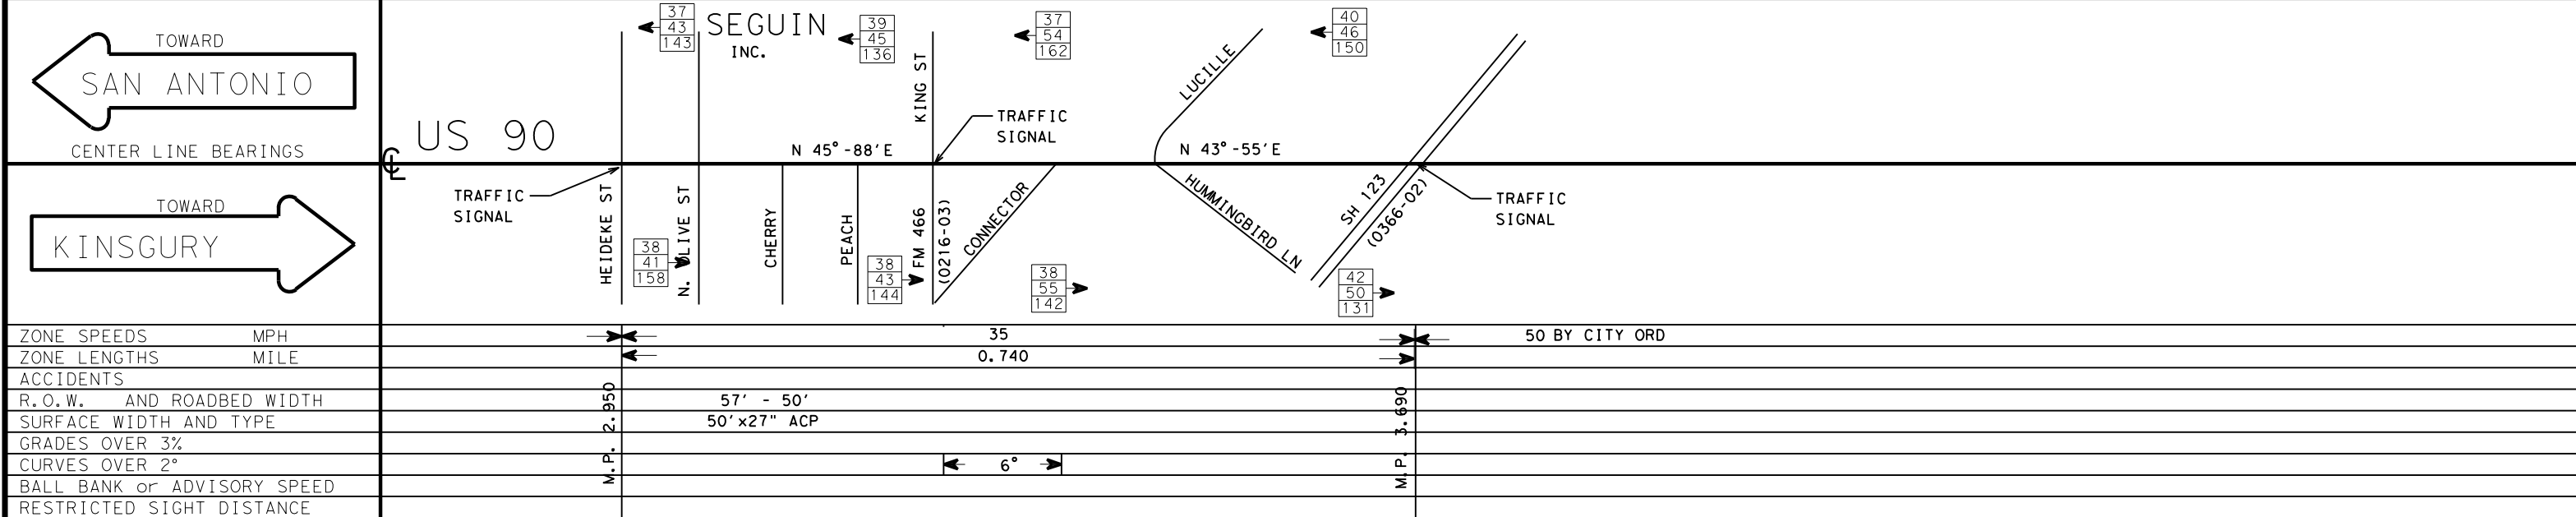 TOWARD
SAN ANTONIO
CENTER LINE BEARINGS
TOWARD
KINSGURY
US 90
SEGUIN
INC.
37
43
143
39
45
136
37
54
162
40
46
150
KING ST
LUCILLE
TRAFFIC
SIGNAL
N 45°-88'E
N 43°-55'E
TRAFFIC
SIGNAL
HEIDEKE ST
N. OLIVE ST
CHERRY
PEACH
FM 466
(0216-03)
CONNECTOR
HUMMINGBIRD LN
SH 123
(0366-02)
TRAFFIC
SIGNAL
38
41
158
38
43
144
38
55
142
42
50
131
ZONE SPEEDS MPH
35
50 BY CITY ORD
ZONE LENGTHS MILE
0.740
ACCIDENTS
R.O.W. AND ROADBED WIDTH
57' - 50'
SURFACE WIDTH AND TYPE
50'x27" ACP
GRADES OVER 3%
CURVES OVER 2°
6°
BALL BANK or ADVISORY SPEED
RESTRICTED SIGHT DISTANCE
M.P. 2.950
M.P. 3.690